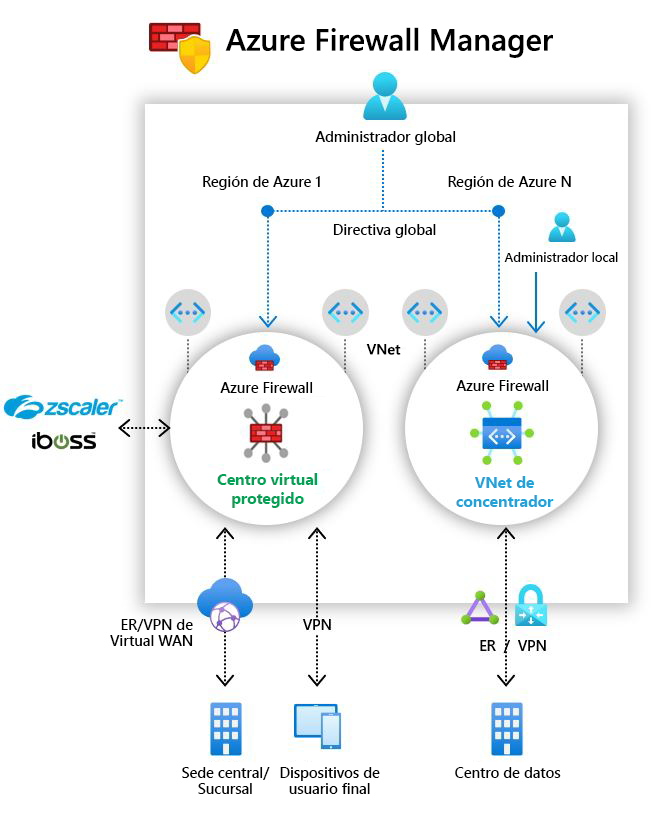 Azure Firewall Manager
Administrador global
Región de Azure 1
Región de Azure N
Directiva global
Administrador local
VNet
Azure Firewall
Azure Firewall
zscaler™
iboss™
Centro virtual
protegido
VNet de
concentrador
ER/VPN de
Virtual WAN
VPN
ER / VPN
Sede central/
Sucursal
Dispositivos de
usuario final
Centro de datos